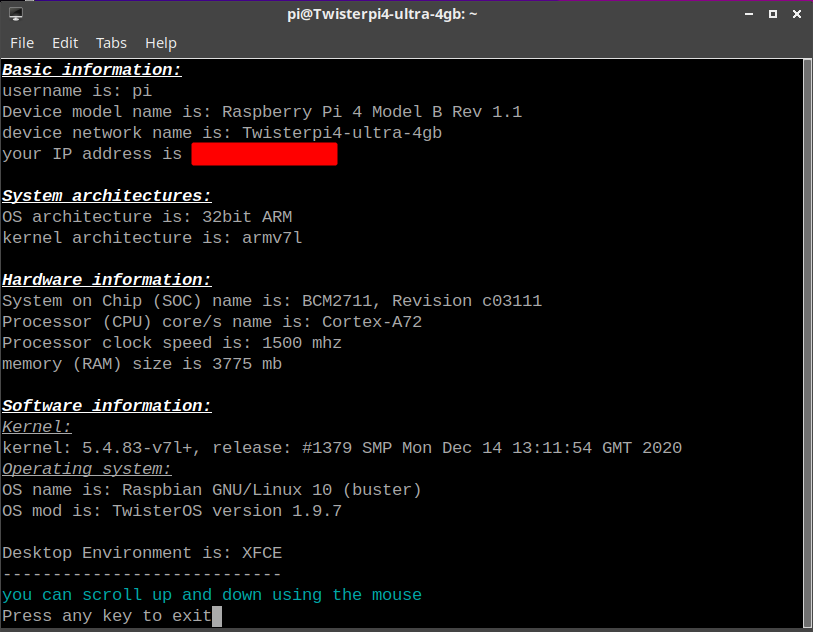 pi@Twisterpi4-ultra-4gb: ~
File Edit Tabs Help
Basic information:
username is: pi
Device model name is: Raspberry Pi 4 Model B Rev 1.1
device network name is: Twisterpi4-ultra-4gb
your IP address is
System architectures:
OS architecture is: 32bit ARM
kernel architecture is: armv7l
Hardware information:
System on Chip (SOC) name is: BCM2711, Revision c03111
Processor (CPU) core/s name is: Cortex-A72
Processor clock speed is: 1500 mhz
memory (RAM) size is 3775 mb
Software information:
Kernel:
kernel: 5.4.83-v7l+, release: #1379 SMP Mon Dec 14 13:11:54 GMT 2020
Operating system:
OS name is: Raspbian GNU/Linux 10 (buster)
OS mod is: TwisterOS version 1.9.7
Desktop Environment is: XFCE
----------------------------
you can scroll up and down using the mouse
Press any key to exit